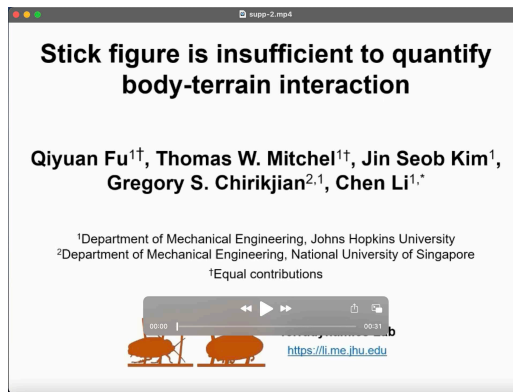 supp-2.mp4
Stick figure is insufficient to quantify
body-terrain interaction
Qiyuan Fu¹†, Thomas W. Mitchel¹†, Jin Seob Kim¹,
Gregory S. Chirikjian²,¹, Chen Li¹,*
¹Department of Mechanical Engineering, Johns Hopkins University
²Department of Mechanical Engineering, National University of Singapore
†Equal contributions
00:00
00:31
https://li.me.jhu.edu